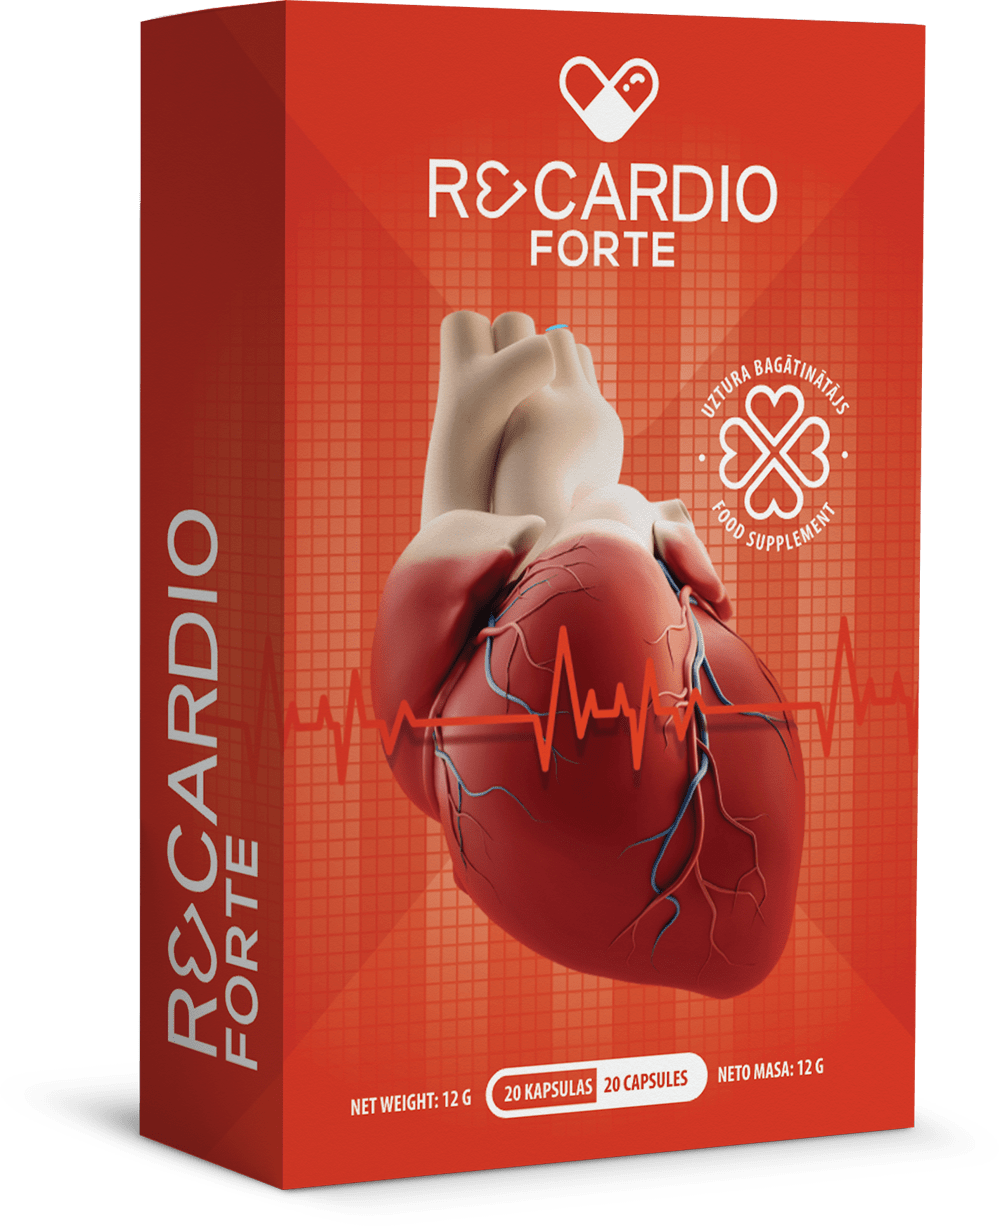 RECARDIO
FORTE
UZTURA BAGĀTINĀTĀJS
FOOD SUPPLEMENT
NET WEIGHT: 12 G
20 KAPSULAS
20 CAPSULES
NETO MASA: 12 G
RECARDIO
FORTE